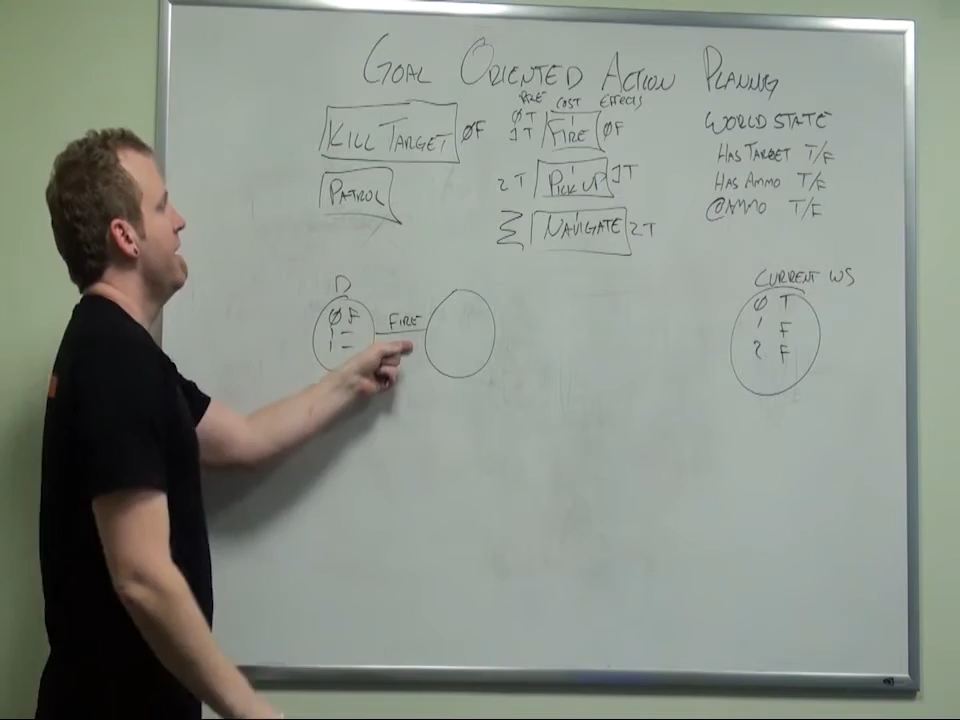 GOAL ORIENTED ACTION PLANNING
PRE COST EFFECTS
KILL TARGET ØF
ØT 1T FIRE ØF
PATROL
2T PICK UP 1T
NAVIGATE 2T
WORLD STATE
HAS TARGET T/F
HAS AMMO T/F
@AMMO T/F
D
ØF
1 -
FIRE
CURRENT WS
Ø T
1 F
2 F